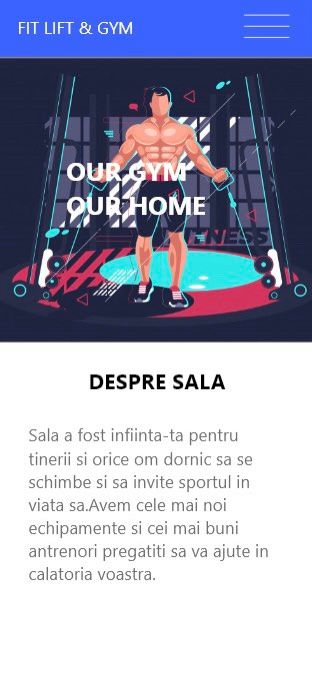 FIT LIFT & GYM
OUR GYM
OUR HOME
FITNESS
DESPRE SALA
Sala a fost infiinta-ta pentru
tinerii si orice om dornic sa se
schimbe si sa invite sportul in
viata sa.Avem cele mai noi
echipamente si cei mai buni
antrenori pregatiti sa va ajute in
calatoria voastra.